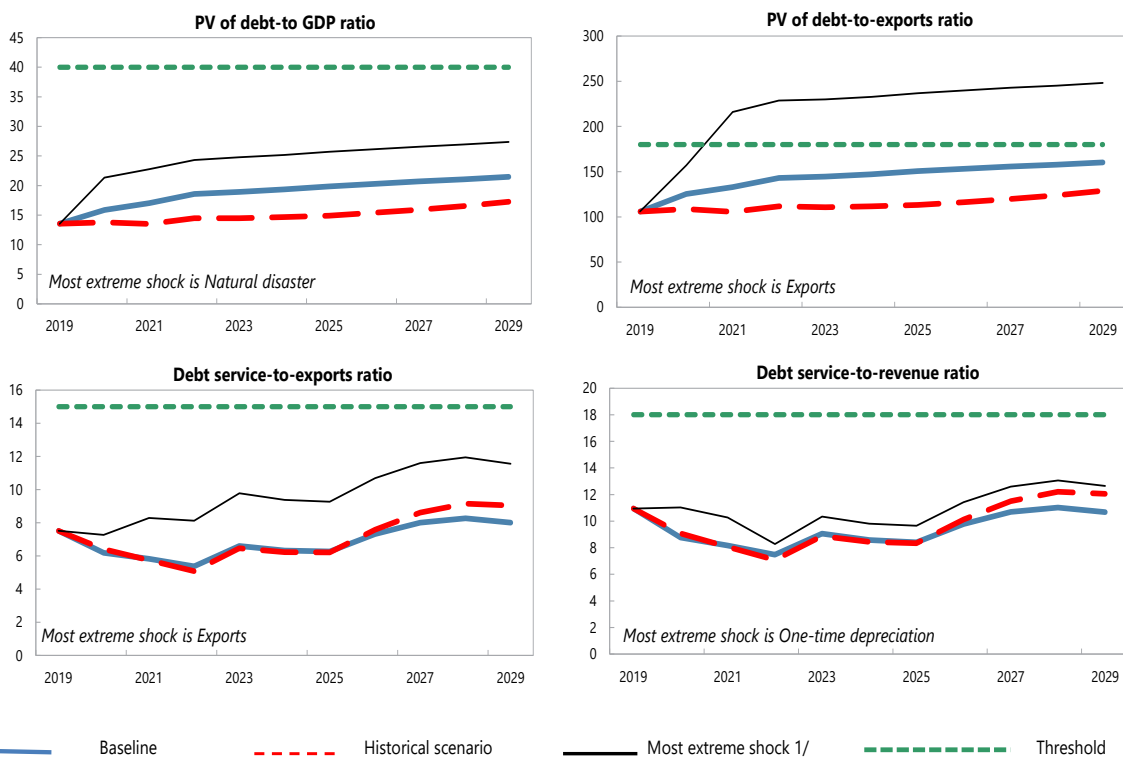 PV of debt-to GDP ratio
45
40
35
30
25
20
15
10
5
0
Most extreme shock is Natural disaster
2019 2021 2023 2025 2027 2029
PV of debt-to-exports ratio
300
250
200
150
100
50
0
Most extreme shock is Exports
2019 2021 2023 2025 2027 2029
Debt service-to-exports ratio
16
14
12
10
8
6
4
2
0
Most extreme shock is Exports
2019 2021 2023 2025 2027 2029
Debt service-to-revenue ratio
20
18
16
14
12
10
8
6
4
2
0
Most extreme shock is One-time depreciation
2019 2021 2023 2025 2027 2029
Baseline Historical scenario Most extreme shock 1/ Threshold